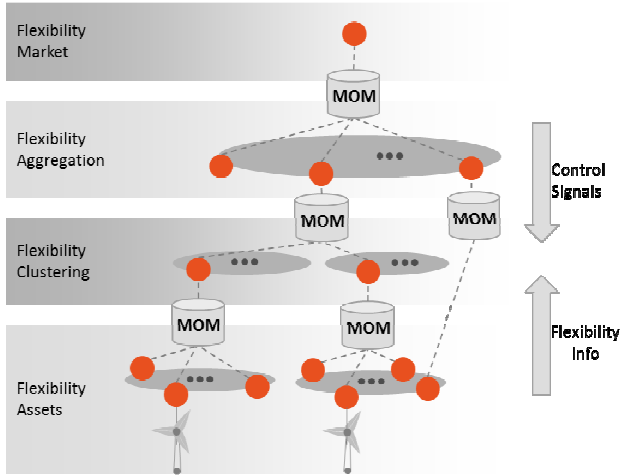 Flexibility
Market
MOM
Flexibility
Aggregation
Control
Signals
MOM
MOM
Flexibility
Clustering
MOM
MOM
Flexibility
Info
Flexibility
Assets